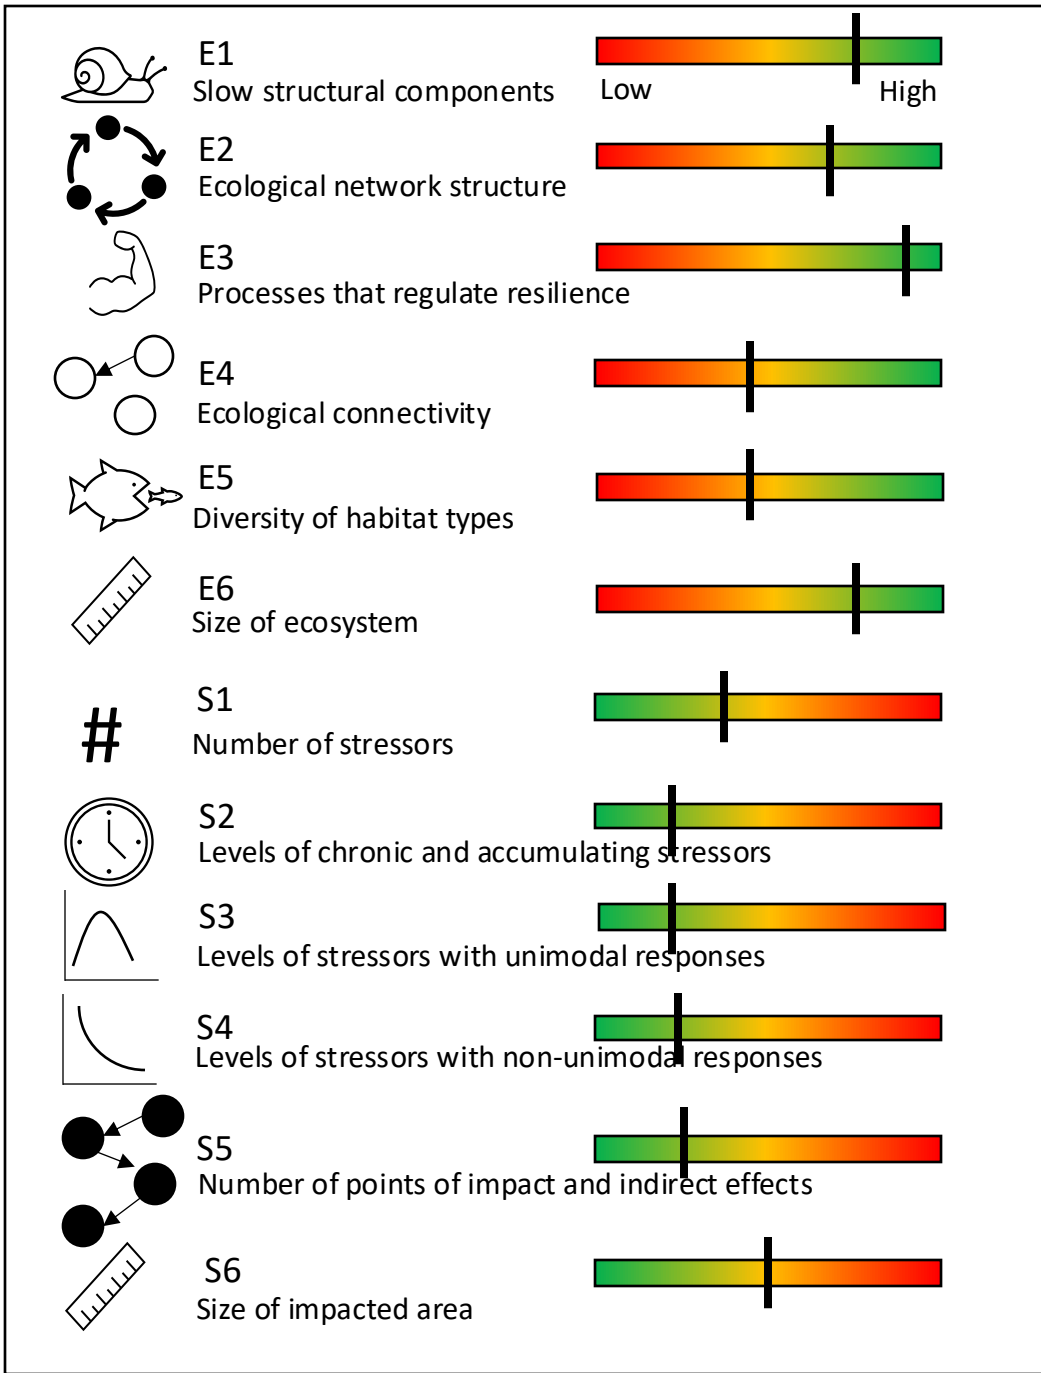 E1
Slow structural components
Low
High
E2
Ecological network structure
E3
Processes that regulate resilience
E4
Ecological connectivity
E5
Diversity of habitat types
E6
Size of ecosystem
#
S1
Number of stressors
S2
Levels of chronic and accumulating stressors
S3
Levels of stressors with unimodal responses
S4
Levels of stressors with non-unimodal responses
S5
Number of points of impact and indirect effects
S6
Size of impacted area